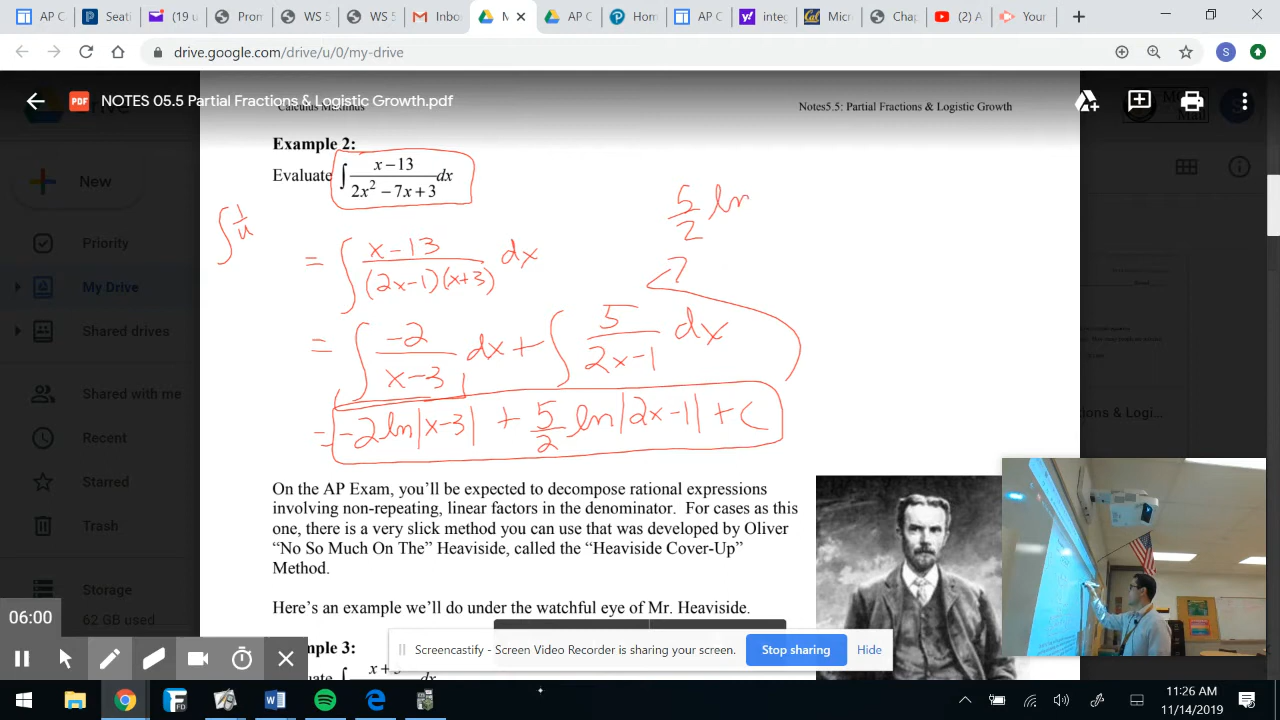 (19 u
Pron
WS 5
WS 5
Inbo
M
AP C
Hom
AP C
integ
Mic
Cha
(2) A
Your
drive.google.com/drive/u/0/my-drive
S
NOTES 05.5 Partial Fractions & Logistic Growth.pdf
Calculus Maximus
Notes5.5: Partial Fractions & Logistic Growth
New
Priority
My Drive
Shared drives
Shared with me
Recent
Starred
Trash
Storage
62 GB used
Example 2:
Evaluate ∫ x − 13 / 2x² − 7x + 3 dx
∫ 1/u
5/2 ln
= ∫ x − 13 / (2x−1)(x+3) dx
= ∫ −2 / x−3 dx + ∫ 5 / 2x−1 dx
= −2 ln|x−3| + 5/2 ln|2x−1| + C
On the AP Exam, you’ll be expected to decompose rational expressions
involving non-repeating, linear factors in the denominator. For cases as this
one, there is a very slick method you can use that was developed by Oliver
“No So Much On The” Heaviside, called the “Heaviside Cover-Up”
Method.
Here’s an example we’ll do under the watchful eye of Mr. Heaviside.
mple 3:
06:00
Screencastify - Screen Video Recorder is sharing your screen.
Stop sharing
Hide
11:26 AM
11/14/2019